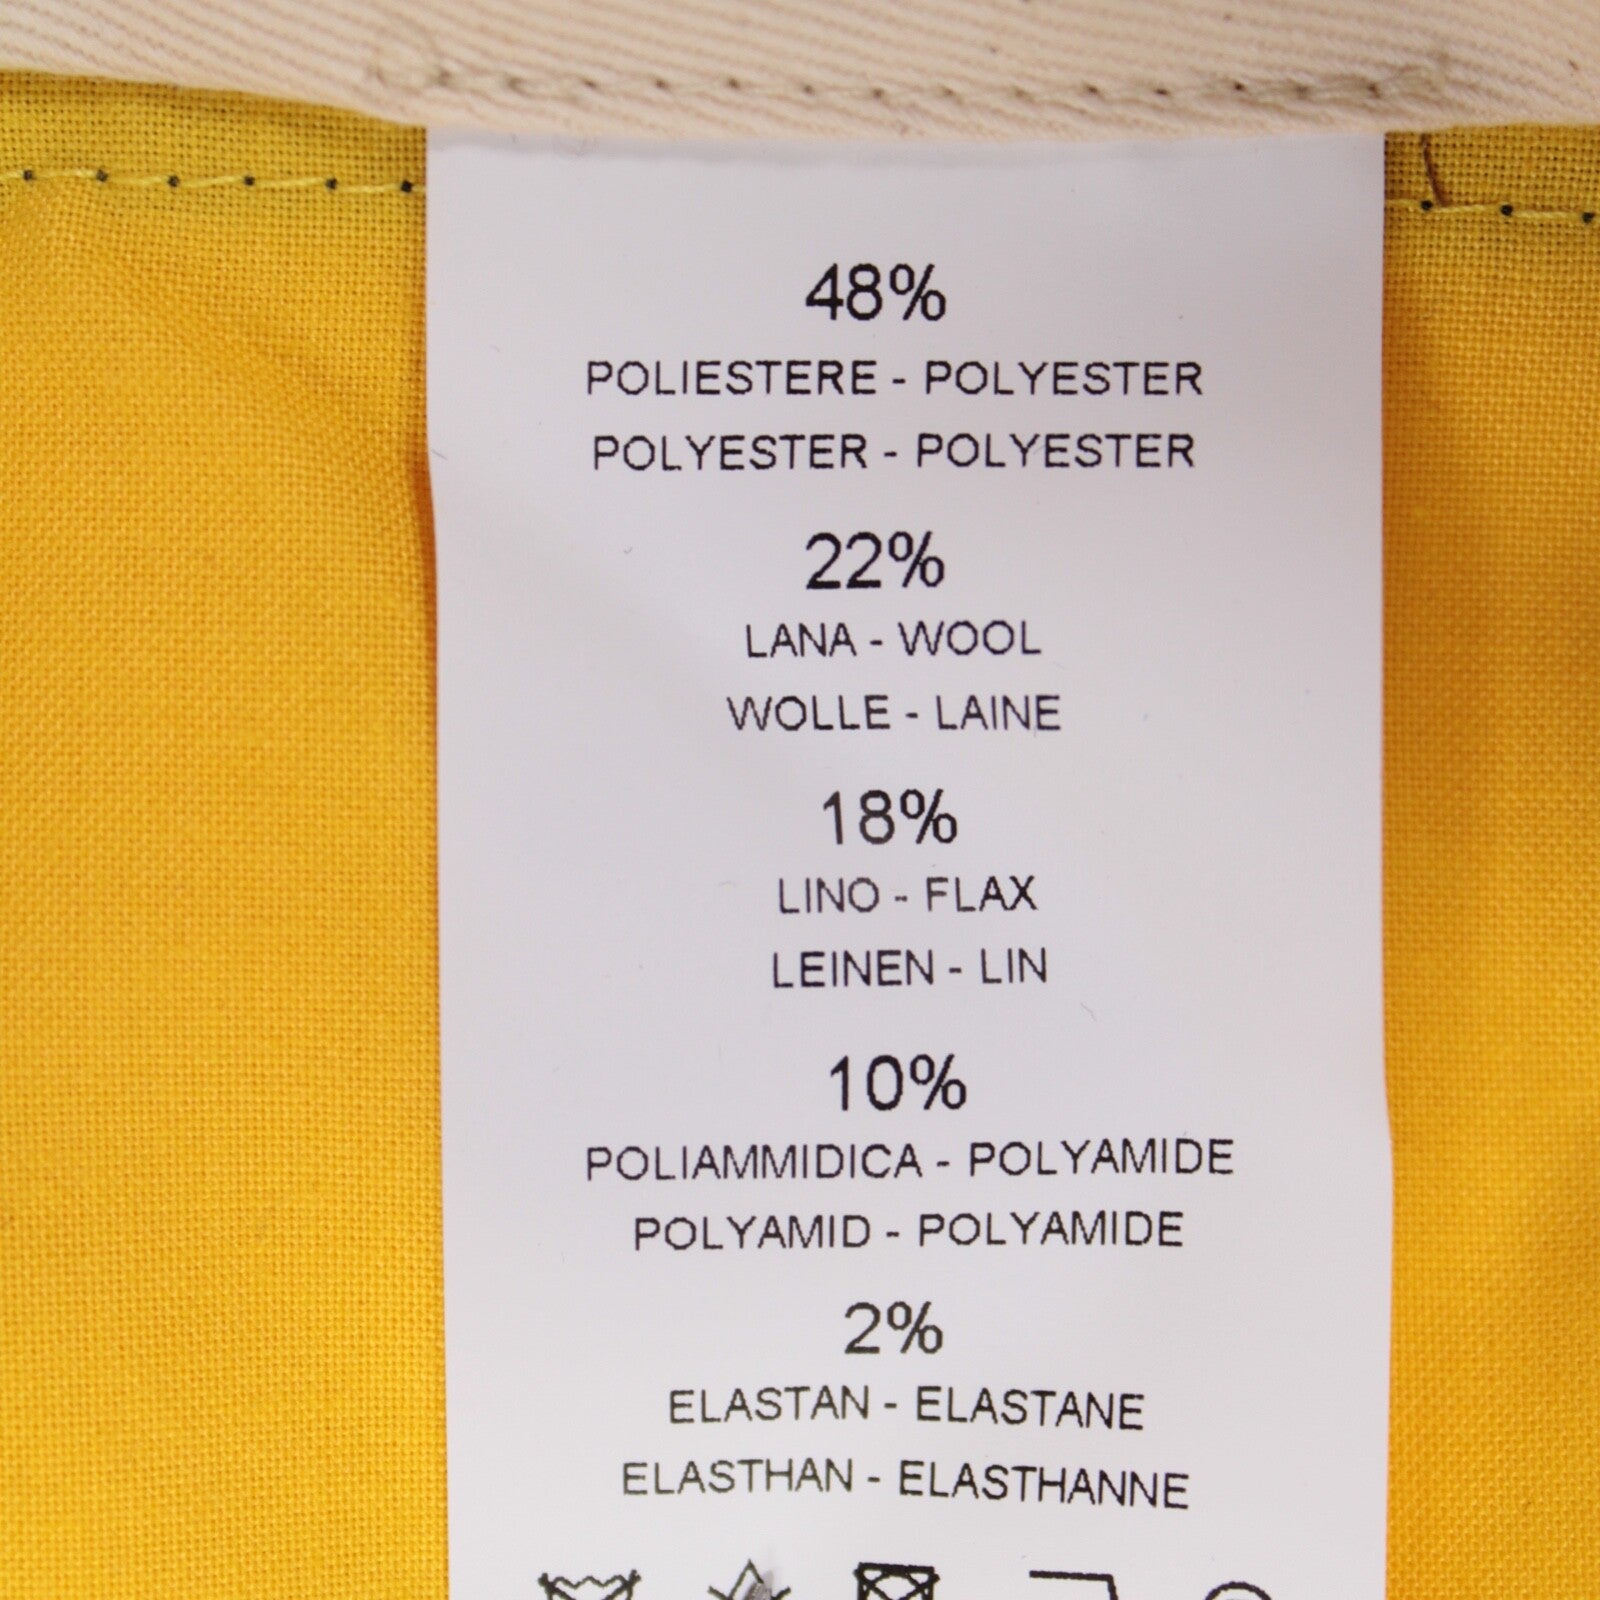 48%
POLIESTERE - POLYESTER
POLYESTER - POLYESTER
22%
LANA - WOOL
WOLLE - LAINE
18%
LINO - FLAX
LEINEN - LIN
10%
POLIAMMIDICA - POLYAMIDE
POLYAMID - POLYAMIDE
2%
ELASTAN - ELASTANE
ELASTHAN - ELASTHANNE